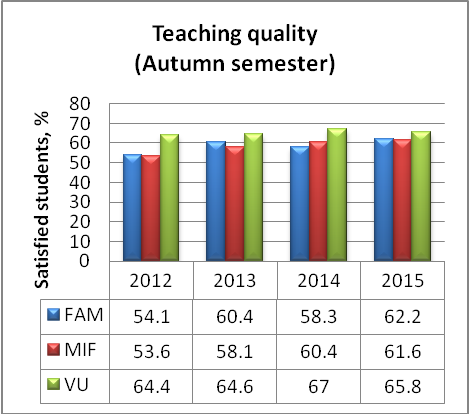 Teaching quality
(Autumn semester)
Satisfied students, %
80
70
60
50
40
30
20
10
0
2012 2013 2014 2015
FAM 54.1 60.4 58.3 62.2
MIF 53.6 58.1 60.4 61.6
VU 64.4 64.6 67 65.8